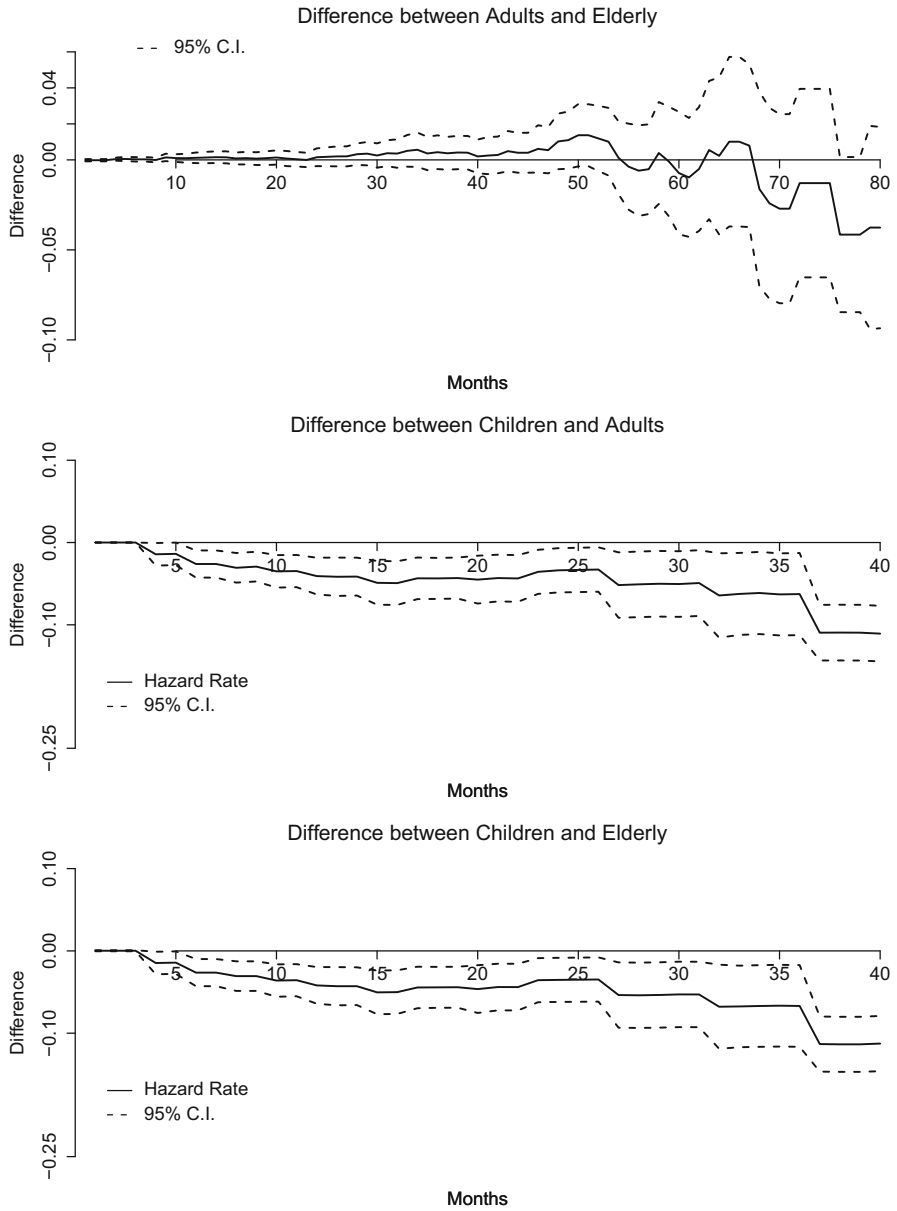 Difference between Adults and Elderly
95% C.I.
0.04
0.00
−0.05
−0.10
Difference
10 20 30 40 50 60 70 80
Months
Difference between Children and Adults
0.10
0.00
−0.10
−0.25
Difference
5 10 15 20 25 30 35 40
Hazard Rate
95% C.I.
Months
Difference between Children and Elderly
0.10
0.00
−0.10
−0.25
Difference
5 10 15 20 25 30 35 40
Hazard Rate
95% C.I.
Months